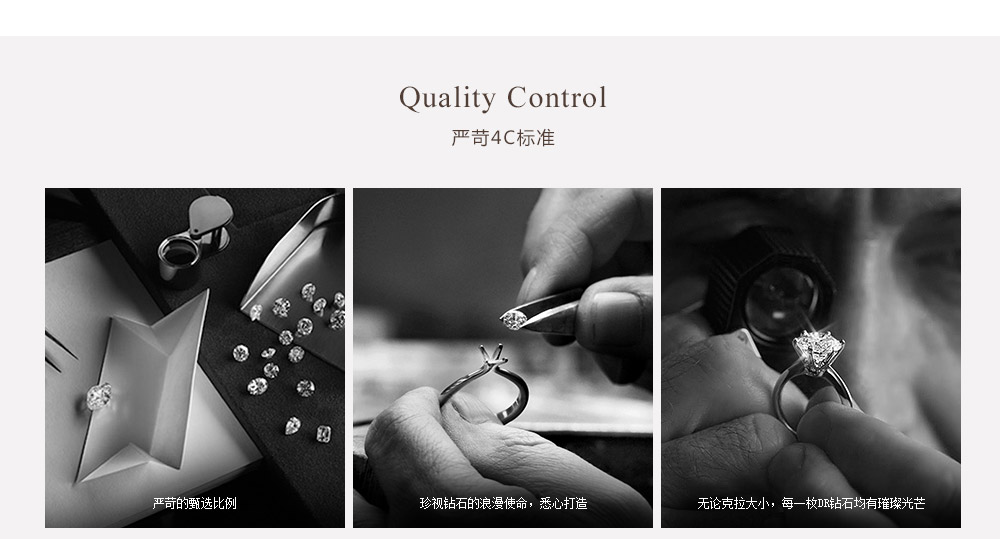 Quality Control
严苛4C标准
严苛的甄选比例
珍视钻石的浪漫使命，悉心打造
无论克拉大小，每一枚DR钻石均有璀璨光芒